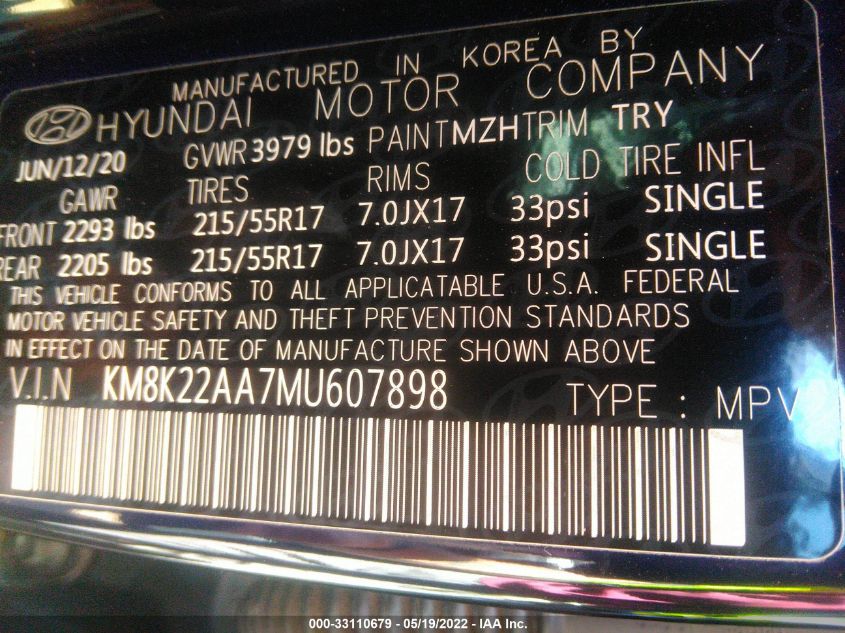 MANUFACTURED IN KOREA BY
HYUNDAI MOTOR COMPANY
JUN/12/20 GVWR 3979 lbs PAINT MZH TRIM TRY
GAWR TIRES RIMS COLD TIRE INFL
FRONT 2293 lbs 215/55R17 7.0JX17 33psi SINGLE
REAR 2205 lbs 215/55R17 7.0JX17 33psi SINGLE
THIS VEHICLE CONFORMS TO ALL APPLICATABLE U.S.A. FEDERAL
MOTOR VEHICLE SAFETY AND THEFT PREVENTION STANDARDS
IN EFFECT ON THE DATE OF MANUFACTURE SHOWN ABOVE
V.I.N KM8K22AA7MU607898 TYPE : MPV
000-33110679 - 05/19/2022 - IAA Inc.